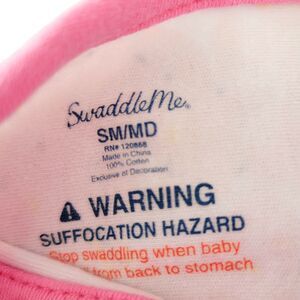 SwaddleMe
SM/MD
RN# 120868
Made in China
100% Cotton
Exclusive of Decoration
WARNING
SUFFOCATION HAZARD
Stop swaddling when baby
from back to stomach